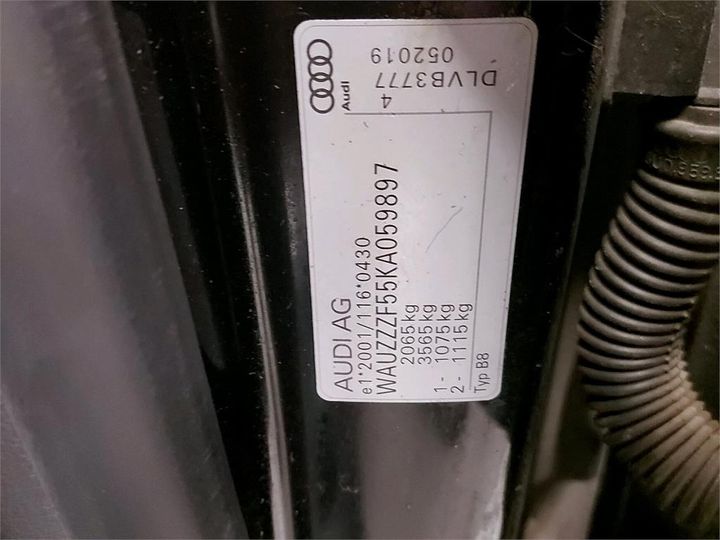 AUDI AG
e1*2001/116*0430
WAUZZZF55KA059897
2065kg
3565kg
1- 1075kg
2- 1115kg
Typ B8
Audi
052019
4
DLVB3777